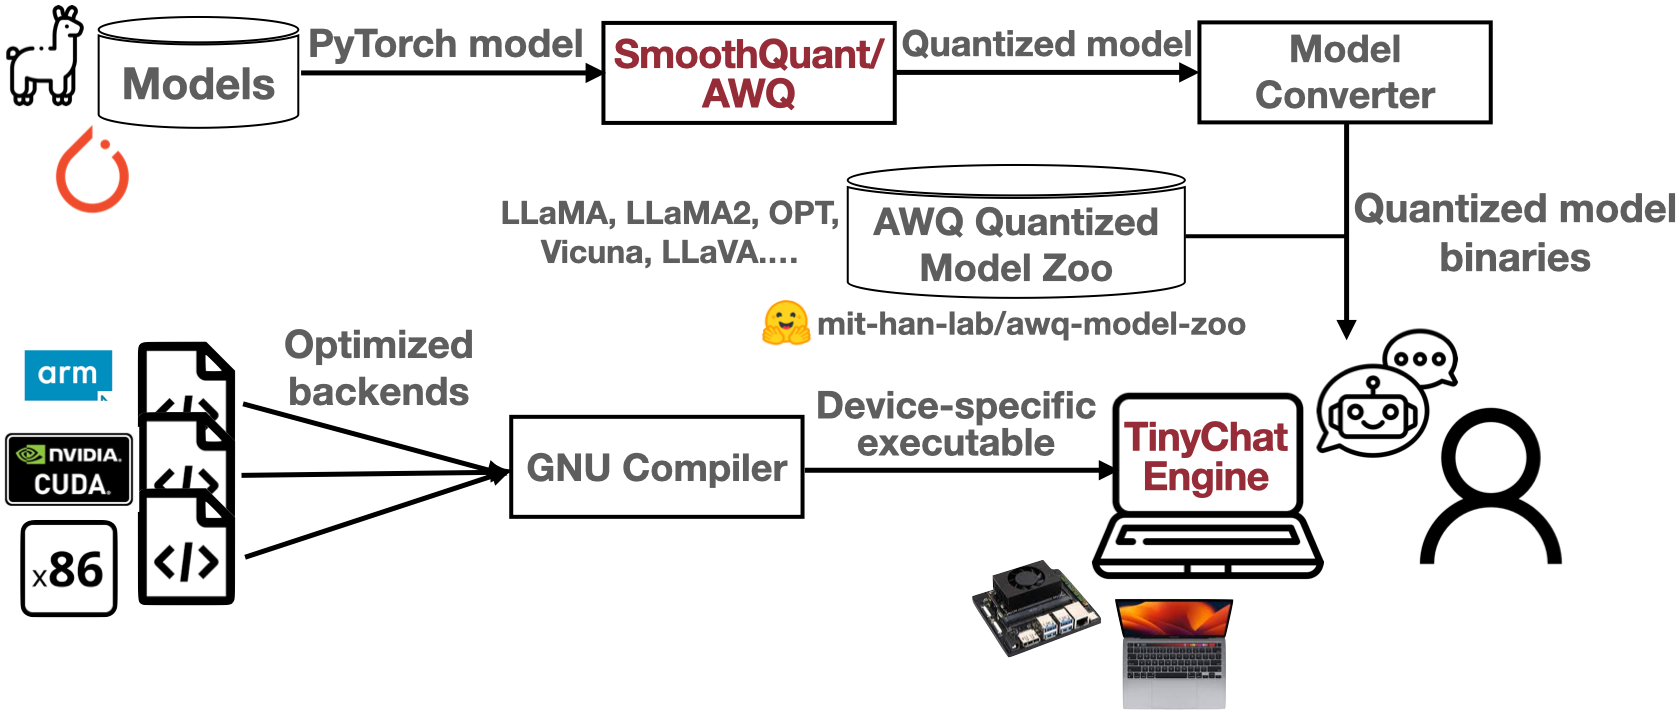 Models
PyTorch model
SmoothQuant/
AWQ
Quantized model
Model
Converter
LLaMA, LLaMA2, OPT,
Vicuna, LLaVA....
AWQ Quantized
Model Zoo
Quantized model
binaries
mit-han-lab/awq-model-zoo
arm
NVIDIA.
CUDA.
x86
</>
</>
</>
Optimized
backends
GNU Compiler
Device-specific
executable
TinyChat
Engine